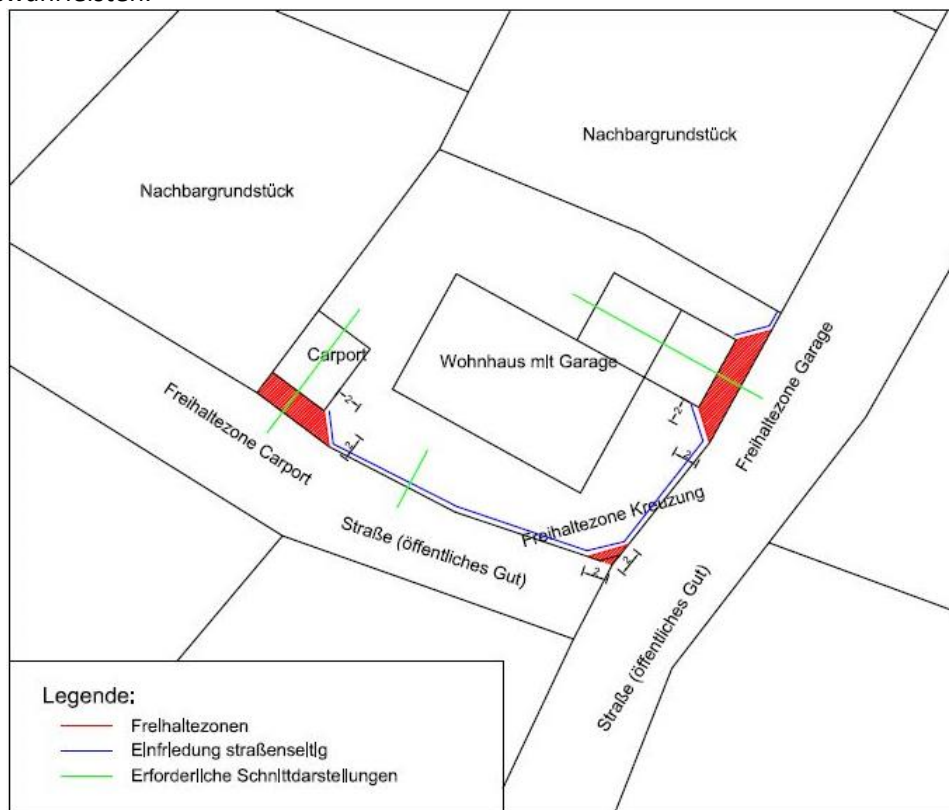 Nachbargrundstück
Nachbargrundstück
Carport
Wohnhaus mit Garage
Freihaltezone Garage
Freihaltezone Carport
2
2
2
2
Freihaltezone Kreuzung
Straße (öffentliches Gut)
2
2
Straße (öffentliches Gut)
Legende:
Freihaltezonen
Einfriedung straßenseitig
Erforderliche Schnittdarstellungen